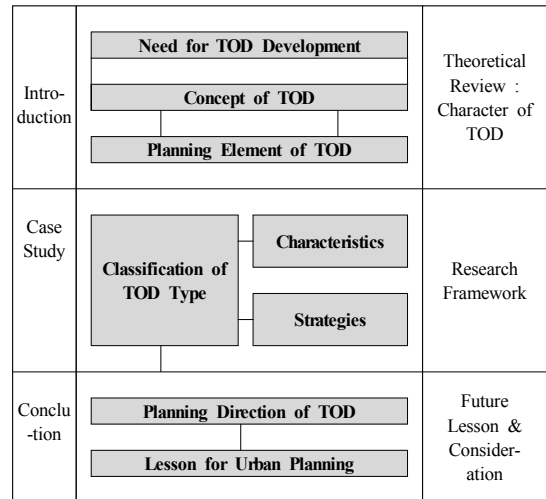 Intro-
duction
Need for TOD Development
Concept of TOD
Planning Element of TOD
Theoretical
Review :
Character of
TOD
Case
Study
Classification of
TOD Type
Characteristics
Strategies
Research
Framework
Conclu
-tion
Planning Direction of TOD
Lesson for Urban Planning
Future
Lesson &
Consider-
ation